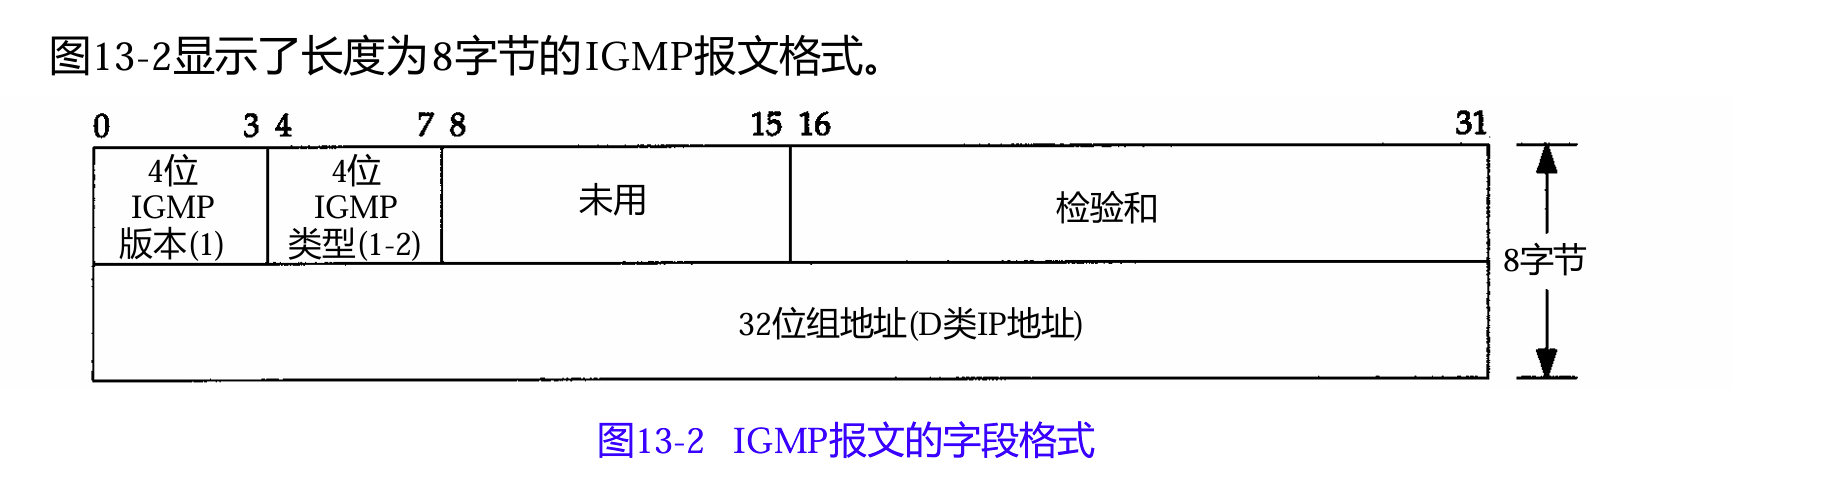 图13-2显示了长度为8字节的IGMP报文格式。
0 3 4 7 8 15 16 31
4位
IGMP
版本(1)
4位
IGMP
类型(1-2)
未用
检验和
8字节
32位组地址(D类IP地址)
图13-2 IGMP报文的字段格式